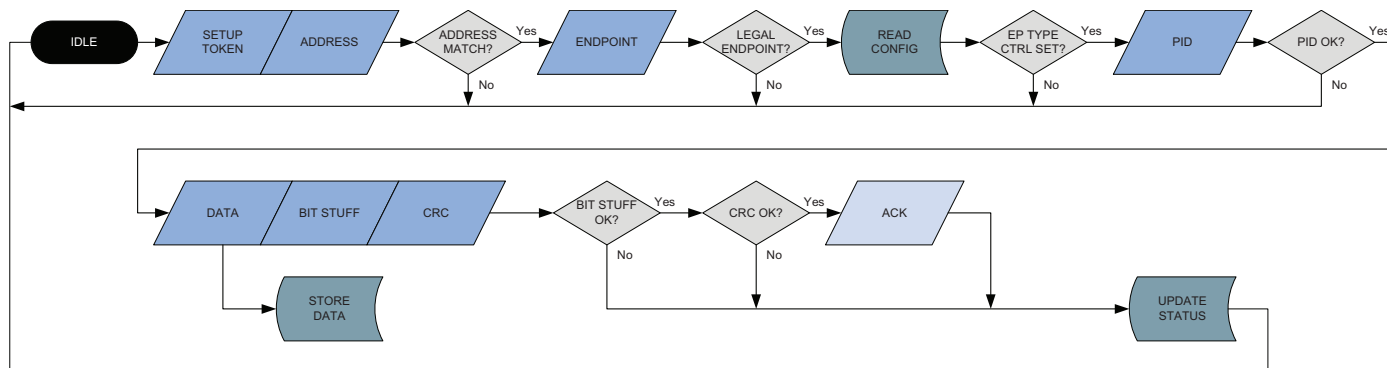 IDLE
SETUP
TOKEN
ADDRESS
ADDRESS
MATCH?
Yes
No
ENDPOINT
LEGAL
ENDPOINT?
Yes
No
READ
CONFIG
EP TYPE
CTRL SET?
Yes
No
PID
PID OK?
Yes
No
DATA
BIT STUFF
CRC
BIT STUFF
OK?
Yes
No
CRC OK?
Yes
No
ACK
STORE
DATA
UPDATE
STATUS